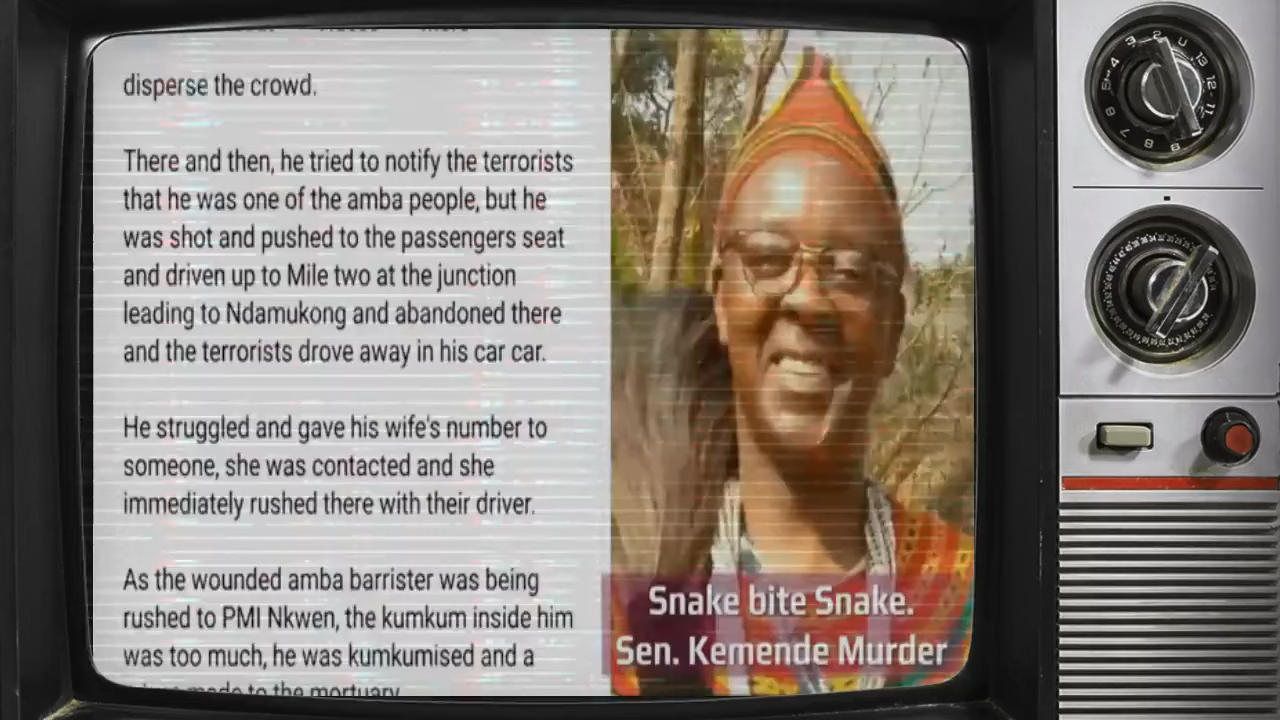 disperse the crowd.
There and then, he tried to notify the terrorists
that he was one of the amba people, but he
was shot and pushed to the passengers seat
and driven up to Mile two at the junction
leading to Ndamukong and abandoned there
and the terrorists drove away in his car car.
He struggled and gave his wife's number to
someone, she was contacted and she
immediately rushed there with their driver.
As the wounded amba barrister was being
rushed to PMI Nkwen, the kumkum inside him
was too much, he was kumkumised and a
made to the mortuary
Snake bite Snake.
Sen. Kemende Murder